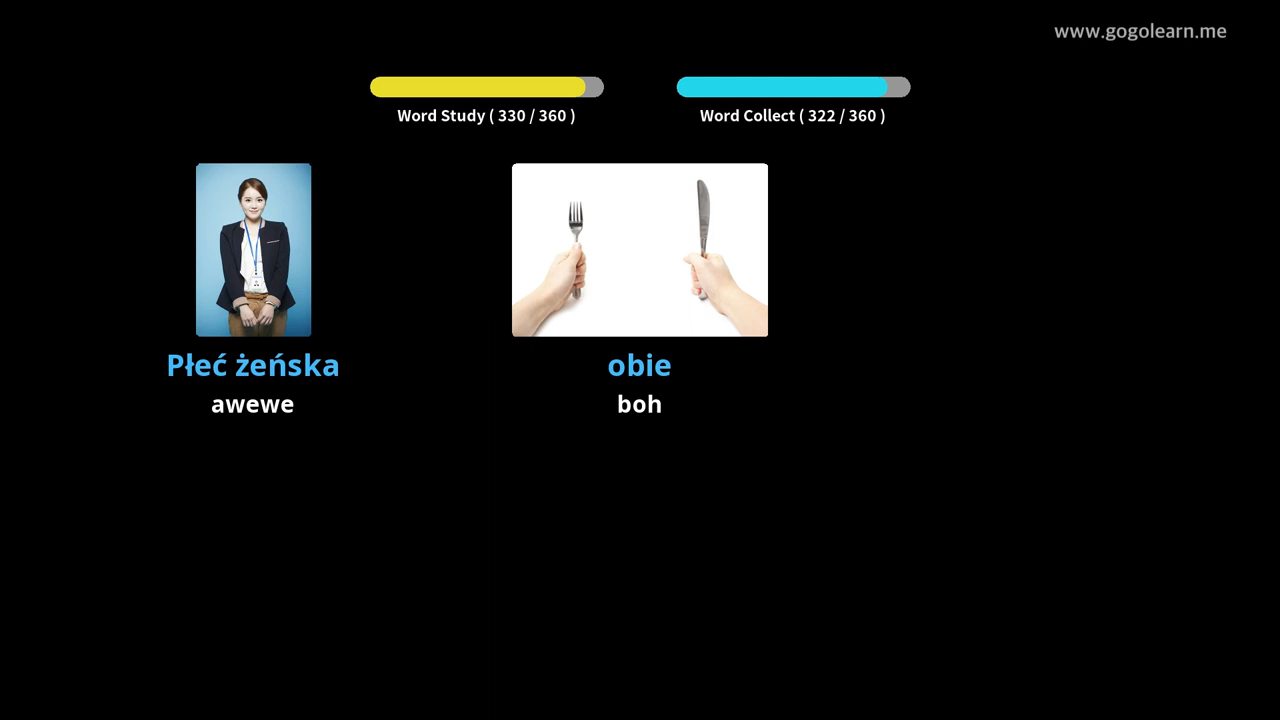 www.gogolearn.me
Word Study ( 330 / 360 )
Word Collect ( 322 / 360 )
Płeć żeńska
awewe
obie
boh